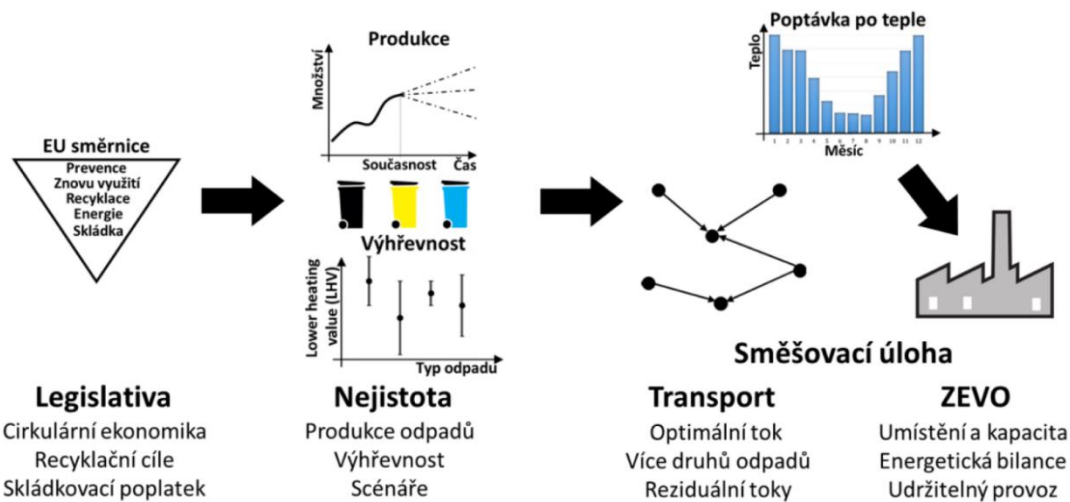 EU směrnice
Prevence
Znovu využití
Recyklace
Energie
Skládka
Produkce
Množství
Současnost
Čas
Výhřevnost
Lower heating
value (LHV)
Typ odpadu
Poptávka po teple
Teplo
1 2 3 4 5 6 7 8 9 10 11 12
Měsíc
Směšovací úloha
Legislativa
Cirkulární ekonomika
Recyklační cíle
Skládkovací poplatek
Nejistota
Produkce odpadů
Výhřevnost
Scénáře
Transport
Optimální tok
Více druhů odpadů
Reziduální toky
ZEVO
Umístění a kapacita
Energetická bilance
Udržitelný provoz